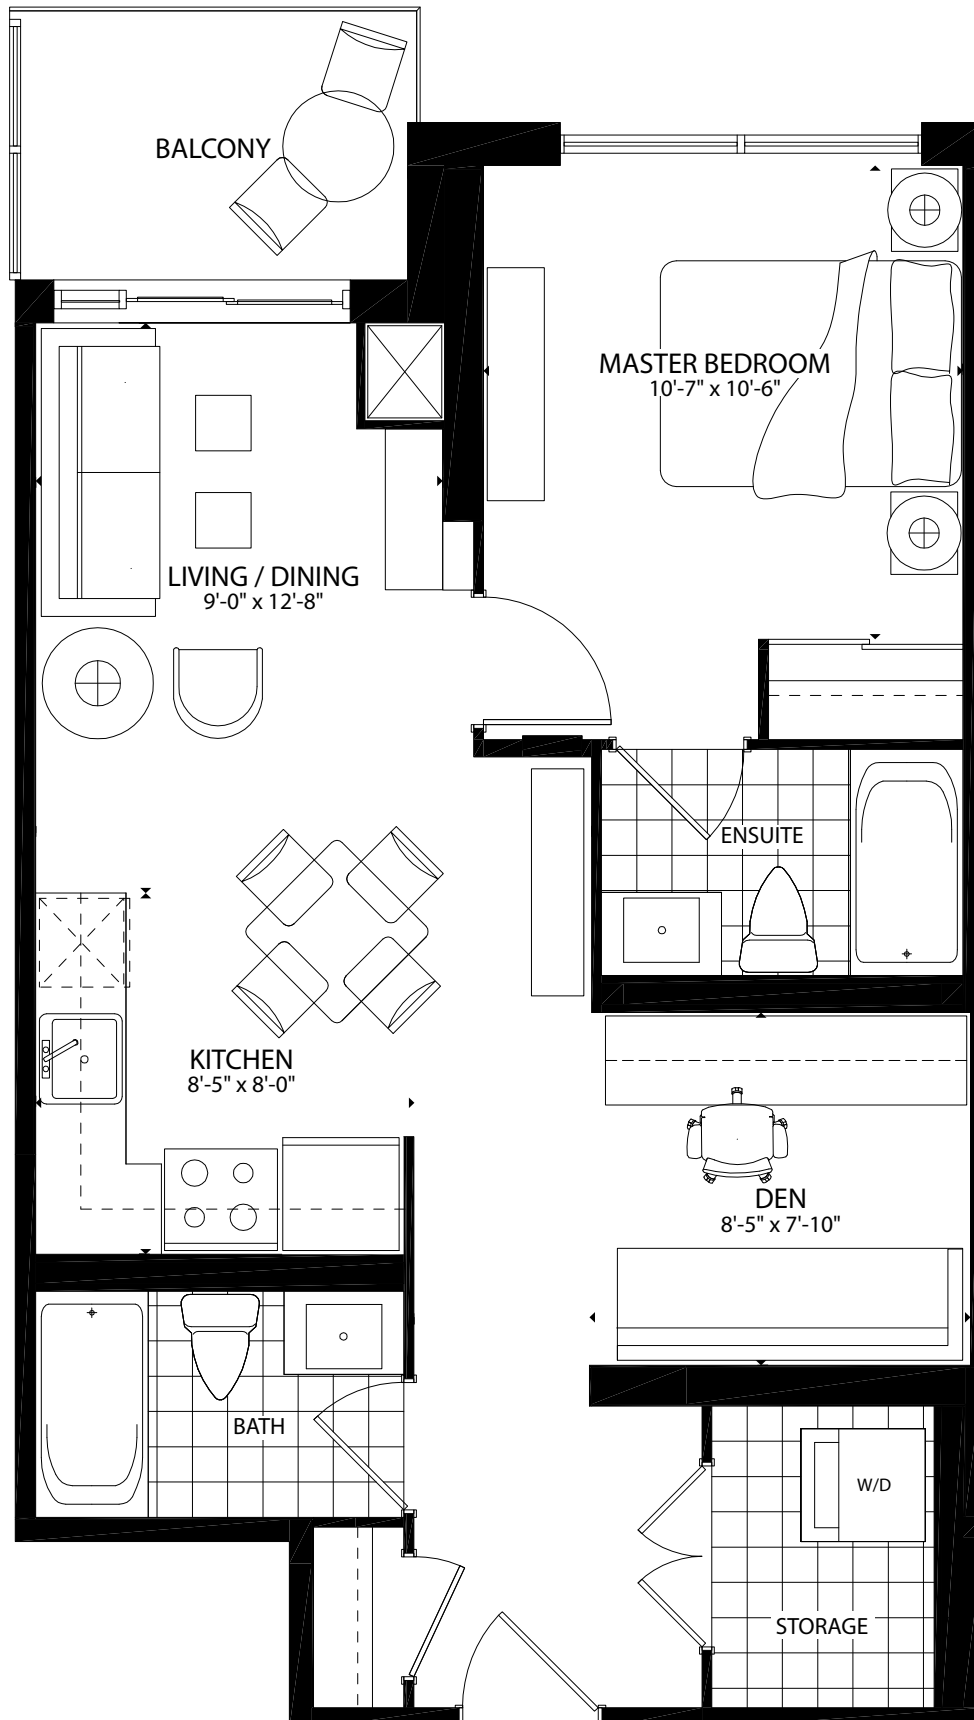 BALCONY
MASTER BEDROOM
10'-7" x 10'-6"
LIVING / DINING
9'-0" x 12'-8"
ENSUITE
KITCHEN
8'-5" x 8'-0"
DEN
8'-5" x 7'-10"
BATH
W/D
STORAGE